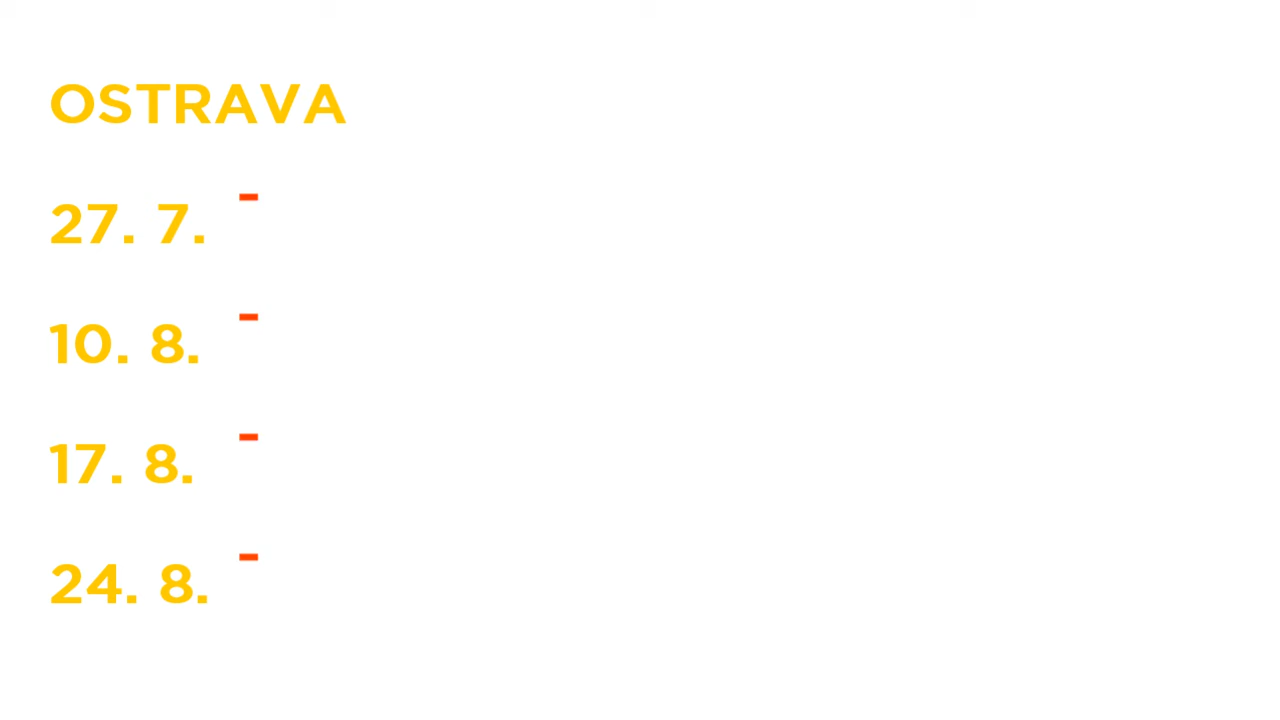 OSTRAVA
27. 7. -
10. 8. -
17. 8. -
24. 8. -